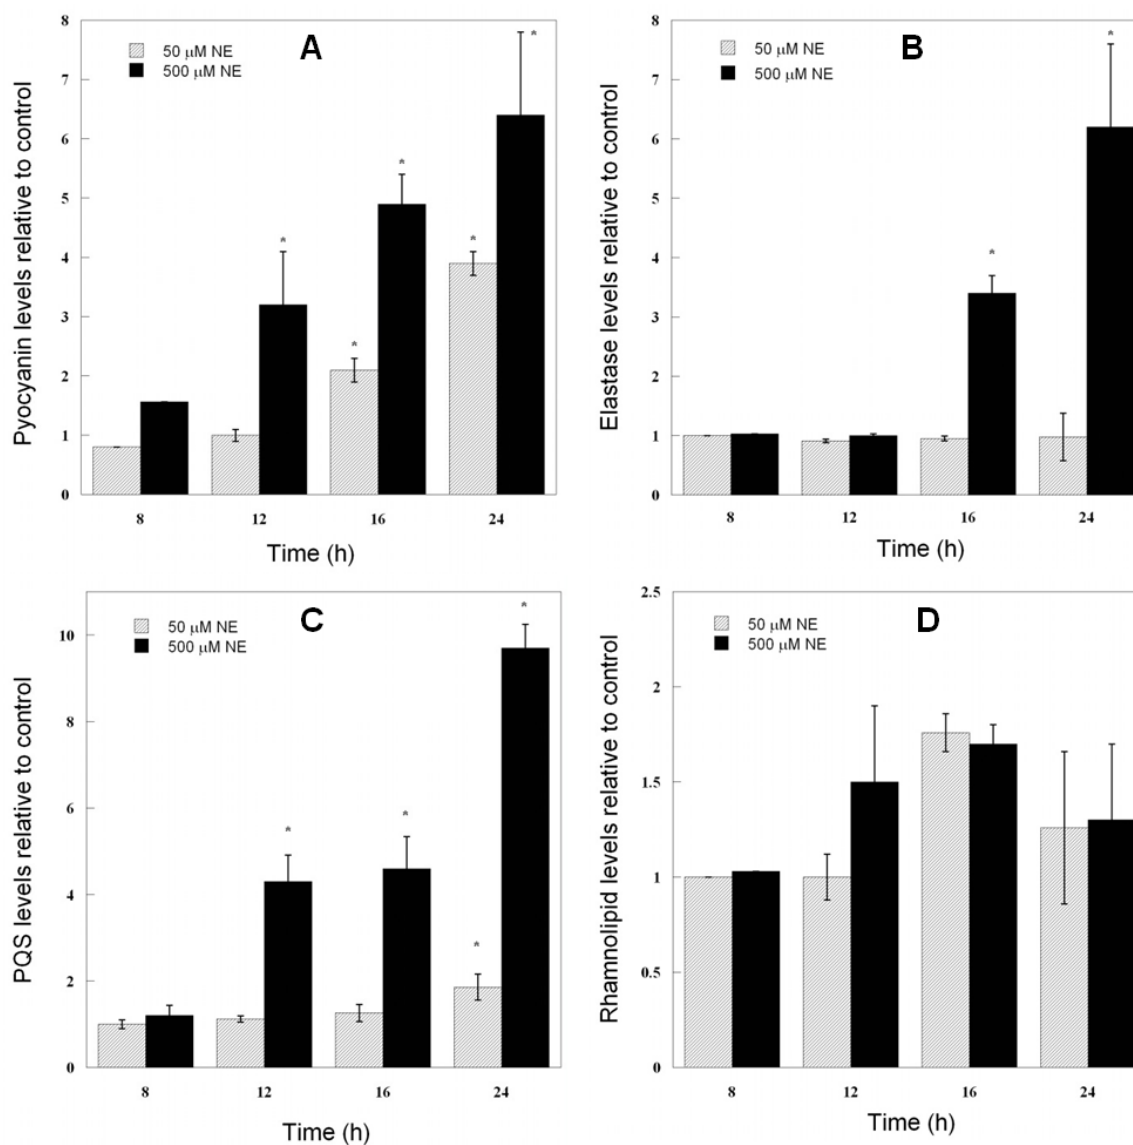 A
50 μM NE
500 μM NE
Pyocyanin levels relative to control
8
7
6
5
4
3
2
1
0
*
*
*
*
*
8 12 16 24
Time (h)
B
50 μM NE
500 μM NE
Elastase levels relative to control
8
7
6
5
4
3
2
1
0
*
*
8 12 16 24
Time (h)
C
50 μM NE
500 μM NE
PQS levels relative to control
10
8
6
4
2
0
*
*
*
*
8 12 16 24
Time (h)
D
50 μM NE
500 μM NE
Rhamnolipid levels relative to control
2.5
2
1.5
1
0.5
0
8 12 16 24
Time (h)